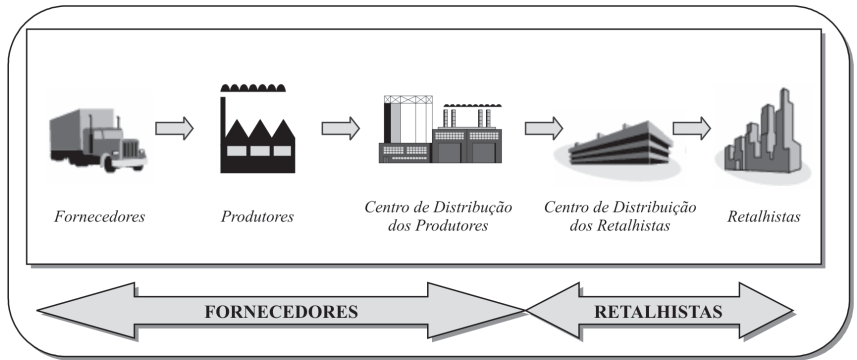 Fornecedores
Produtores
Centro de Distribução
dos Produtores
Centro de Distribuição
dos Retalhistas
Retalhistas
FORNECEDORES
RETALHISTAS